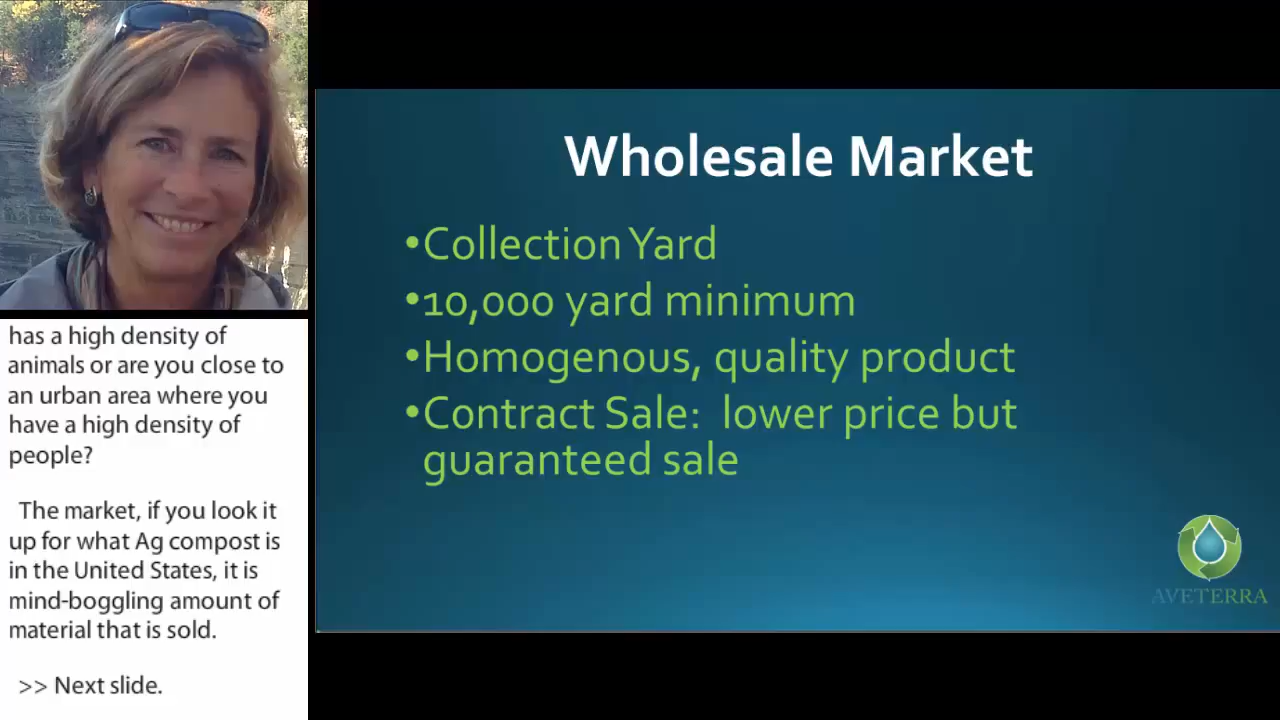 has a high density of
animals or are you close to
an urban area where you
have a high density of
people?
The market, if you look it
up for what Ag compost is
in the United States, it is
mind-boggling amount of
material that is sold.
>> Next slide.
Wholesale Market
•Collection Yard
•10,000 yard minimum
•Homogenous, quality product
•Contract Sale:  lower price but
guaranteed sale
AVETERRA